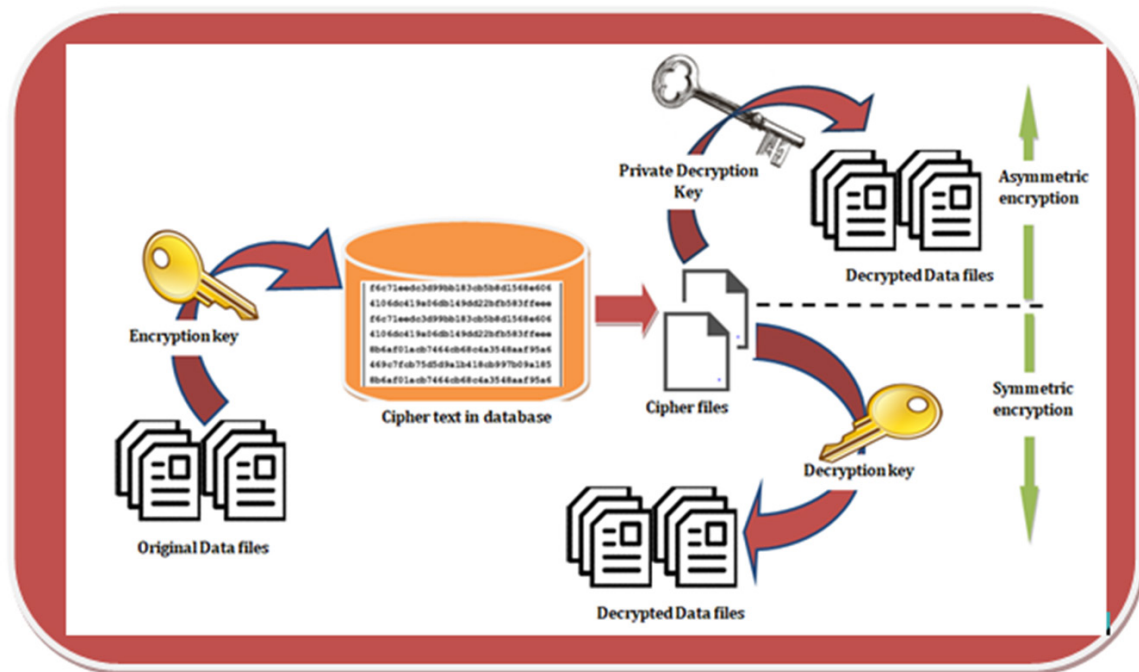 Private Decryption
Key
Asymmetric
encryption
Decrypted Data files
f6c71eedc3d99bb183cb5b8d1568e606
4106dc419a06db149dd22bfb583ffeee
f6c71eedc3d99bb183cb5b8d1568e606
4106dc419a06db149dd22bfb583ffeee
8b6af01acb7464cb68c4a3548aaf95a6
469c7fcb75d5d9a1b418cb997b09a185
8b6af01acb7464cb68c4a3548aaf95a6
Encryption key
Cipher text in database
Cipher files
Symmetric
encryption
Decryption key
Original Data files
Decrypted Data files